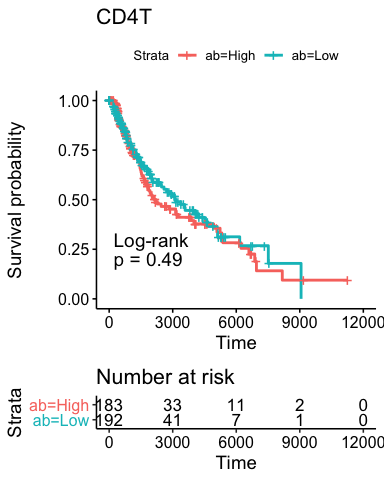 CD4T
Strata ab=High ab=Low
Survival probability
1.00
0.75
0.50
0.25
0.00
Log-rank
p = 0.49
0 3000 6000 9000 12000
Time
Number at risk
Strata
ab=High 183 33 11 2 0
ab=Low 192 41 7 1 0
0 3000 6000 9000 12000
Time